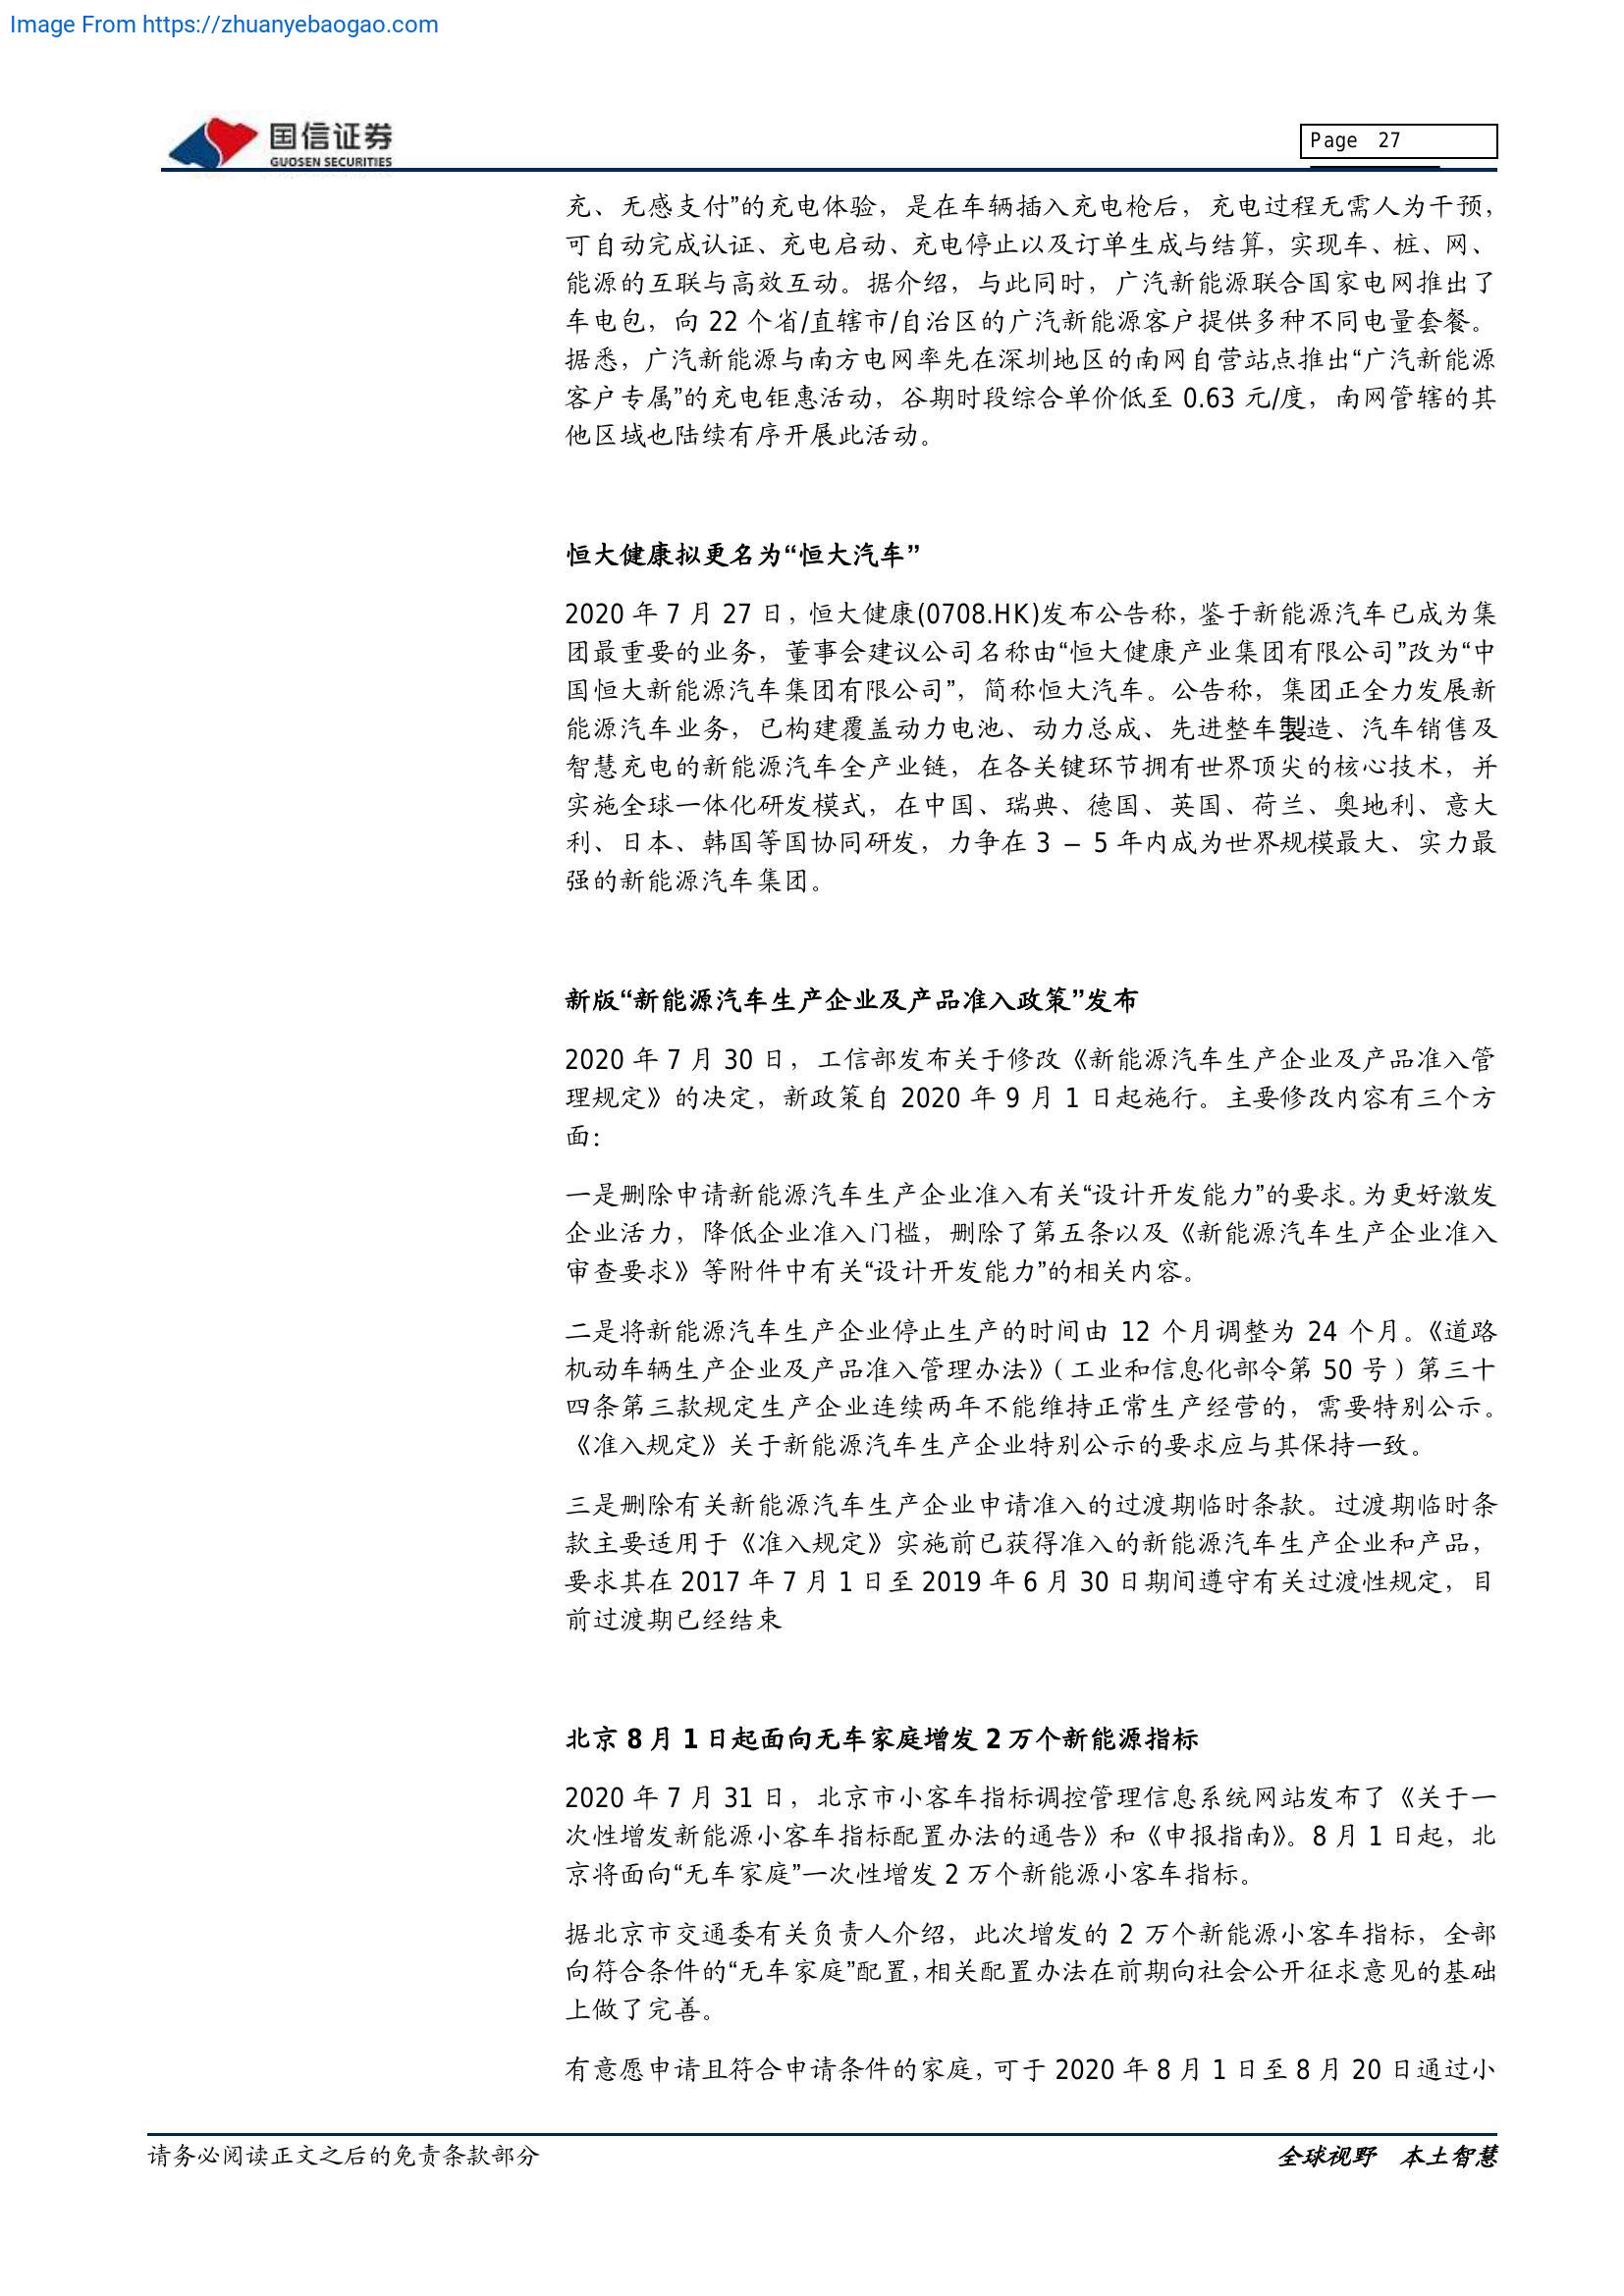 Image From https://zhuanyebaogao.com
国信证券
GUOSEN SECURITIES
Page 27
充、无感支付”的充电体验，是在车辆插入充电枪后，充电过程无需人为干预，
可自动完成认证、充电启动、充电停止以及订单生成与结算，实现车、桩、网、
能源的互联与高效互动。据介绍，与此同时，广汽新能源联合国家电网推出了
车电包，向 22 个省/直辖市/自治区的广汽新能源客户提供多种不同电量套餐。
据悉，广汽新能源与南方电网率先在深圳地区的南网自营站点推出“广汽新能源
客户专属”的充电钜惠活动，谷期时段综合单价低至 0.63 元/度，南网管辖的其
他区域也陆续有序开展此活动。
恒大健康拟更名为“恒大汽车”
2020 年 7 月 27 日，恒大健康(0708.HK)发布公告称，鉴于新能源汽车已成为集
团最重要的业务，董事会建议公司名称由“恒大健康产业集团有限公司”改为“中
国恒大新能源汽车集团有限公司”，简称恒大汽车。公告称，集团正全力发展新
能源汽车业务，已构建覆盖动力电池、动力总成、先进整车製造、汽车销售及
智慧充电的新能源汽车全产业链，在各关键环节拥有世界顶尖的核心技术，并
实施全球一体化研发模式，在中国、瑞典、德国、英国、荷兰、奥地利、意大
利、日本、韩国等国协同研发，力争在 3 – 5 年内成为世界规模最大、实力最
强的新能源汽车集团。
新版“新能源汽车生产企业及产品准入政策”发布
2020 年 7 月 30 日，工信部发布关于修改《新能源汽车生产企业及产品准入管
理规定》的决定，新政策自 2020 年 9 月 1 日起施行。主要修改内容有三个方
面：
一是删除申请新能源汽车生产企业准入有关“设计开发能力”的要求。为更好激发
企业活力，降低企业准入门槛，删除了第五条以及《新能源汽车生产企业准入
审查要求》等附件中有关“设计开发能力”的相关内容。
二是将新能源汽车生产企业停止生产的时间由 12 个月调整为 24 个月。《道路
机动车辆生产企业及产品准入管理办法》（工业和信息化部令第 50 号）第三十
四条第三款规定生产企业连续两年不能维持正常生产经营的，需要特别公示。
《准入规定》关于新能源汽车生产企业特别公示的要求应与其保持一致。
三是删除有关新能源汽车生产企业申请准入的过渡期临时条款。过渡期临时条
款主要适用于《准入规定》实施前已获得准入的新能源汽车生产企业和产品，
要求其在 2017 年 7 月 1 日至 2019 年 6 月 30 日期间遵守有关过渡性规定，目
前过渡期已经结束
北京 8 月 1 日起面向无车家庭增发 2 万个新能源指标
2020 年 7 月 31 日，北京市小客车指标调控管理信息系统网站发布了《关于一
次性增发新能源小客车指标配置办法的通告》和《申报指南》。8 月 1 日起，北
京将面向“无车家庭”一次性增发 2 万个新能源小客车指标。
据北京市交通委有关负责人介绍，此次增发的 2 万个新能源小客车指标，全部
向符合条件的“无车家庭”配置，相关配置办法在前期向社会公开征求意见的基础
上做了完善。
有意愿申请且符合申请条件的家庭，可于 2020 年 8 月 1 日至 8 月 20 日通过小
请务必阅读正文之后的免责条款部分
全球视野 本土智慧